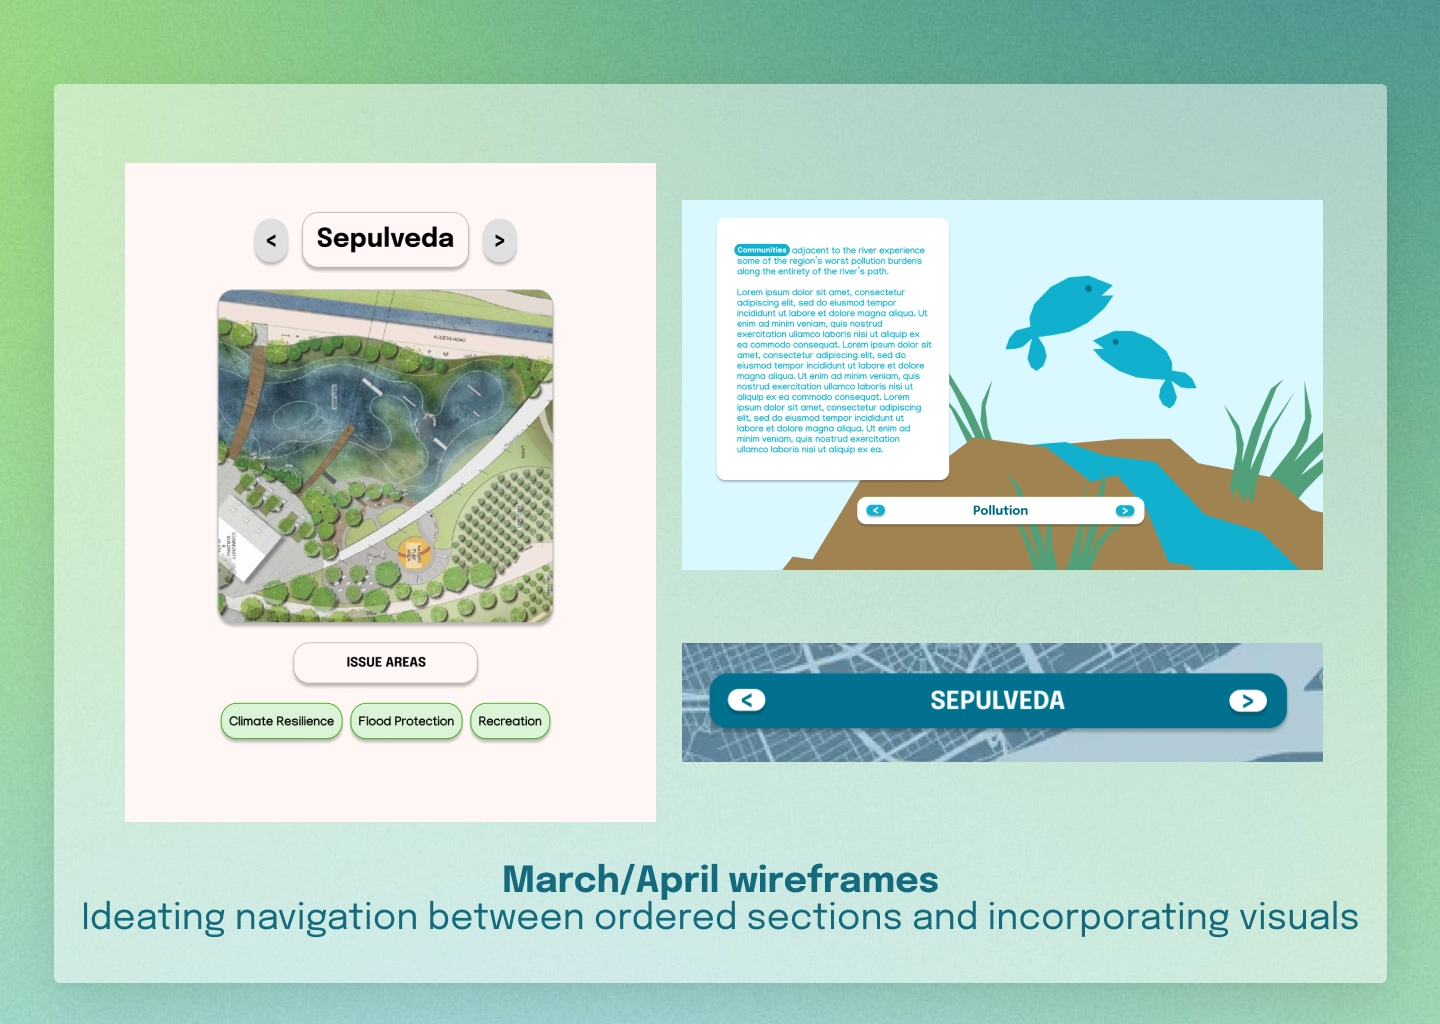 < Sepulveda >
ACCESS ROAD
ISSUE AREAS
Climate Resilience Flood Protection Recreation
Communities adjacent to the river experience
some of the region's worst pollution burdens
along the entirety of the river's path.
Lorem ipsum dolor sit amet, consectetur
adipiscing elit, sed do eiusmod tempor
incididunt ut labore et dolore magna aliqua. Ut
enim ad minim veniam, quis nostrud
exercitation ullamco laboris nisi ut aliquip ex
ea commodo consequat. Lorem ipsum dolor sit
amet, consectetur adipiscing elit, sed do
eiusmod tempor incididunt ut labore et dolore
magna aliqua. Ut enim ad minim veniam, quis
nostrud exercitation ullamco laboris nisi ut
aliquip ex ea commodo consequat. Lorem
ipsum dolor sit amet, consectetur adipiscing
elit, sed do eiusmod tempor incididunt ut
labore et dolore magna aliqua. Ut enim ad
minim veniam, quis nostrud exercitation
ullamco laboris nisi ut aliquip ex ea.
< Pollution >
< SEPULVEDA >
March/April wireframes
Ideating navigation between ordered sections and incorporating visuals